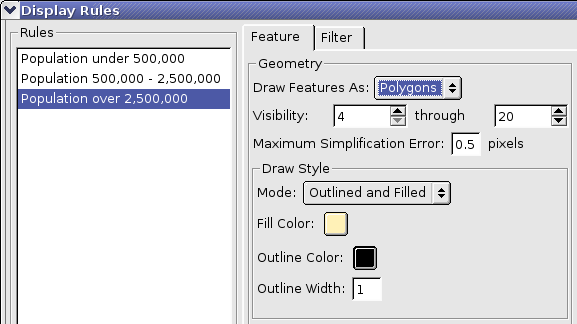 Display Rules
Rules
Population under 500,000
Population 500,000 - 2,500,000
Population over 2,500,000
Feature
Filter
Geometry
Draw Features As: Polygons
Visibility: 4 through 20
Maximum Simplification Error: 0.5 pixels
Draw Style
Mode: Outlined and Filled
Fill Color:
Outline Color:
Outline Width: 1